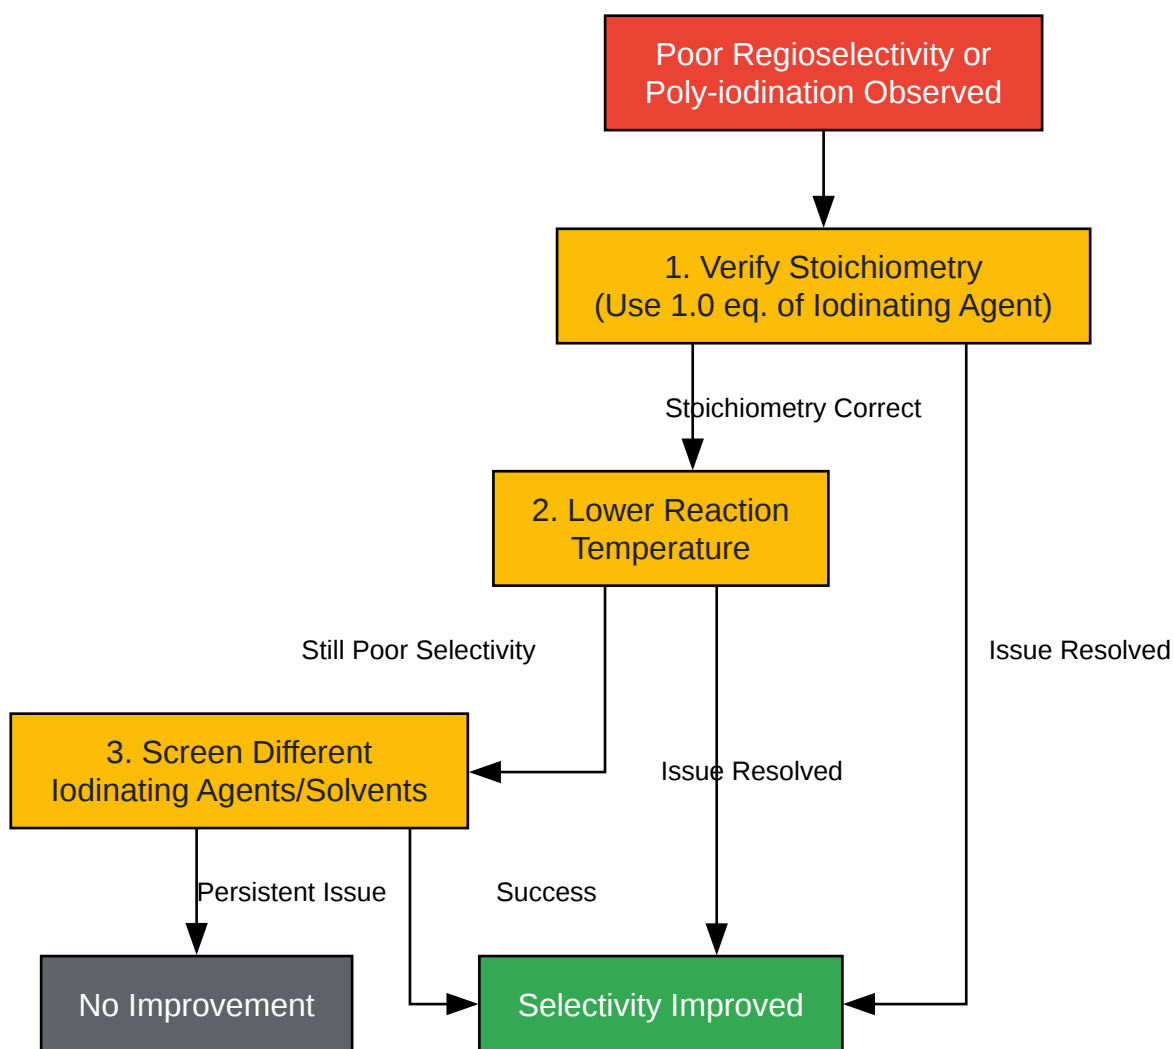 Poor Regioselectivity or
Poly-iodination Observed
1. Verify Stoichiometry
(Use 1.0 eq. of Iodinating Agent)
Stoichiometry Correct
2. Lower Reaction
Temperature
Still Poor Selectivity
Issue Resolved
3. Screen Different
Iodinating Agents/Solvents
Issue Resolved
Persistent Issue
Success
No Improvement
Selectivity Improved